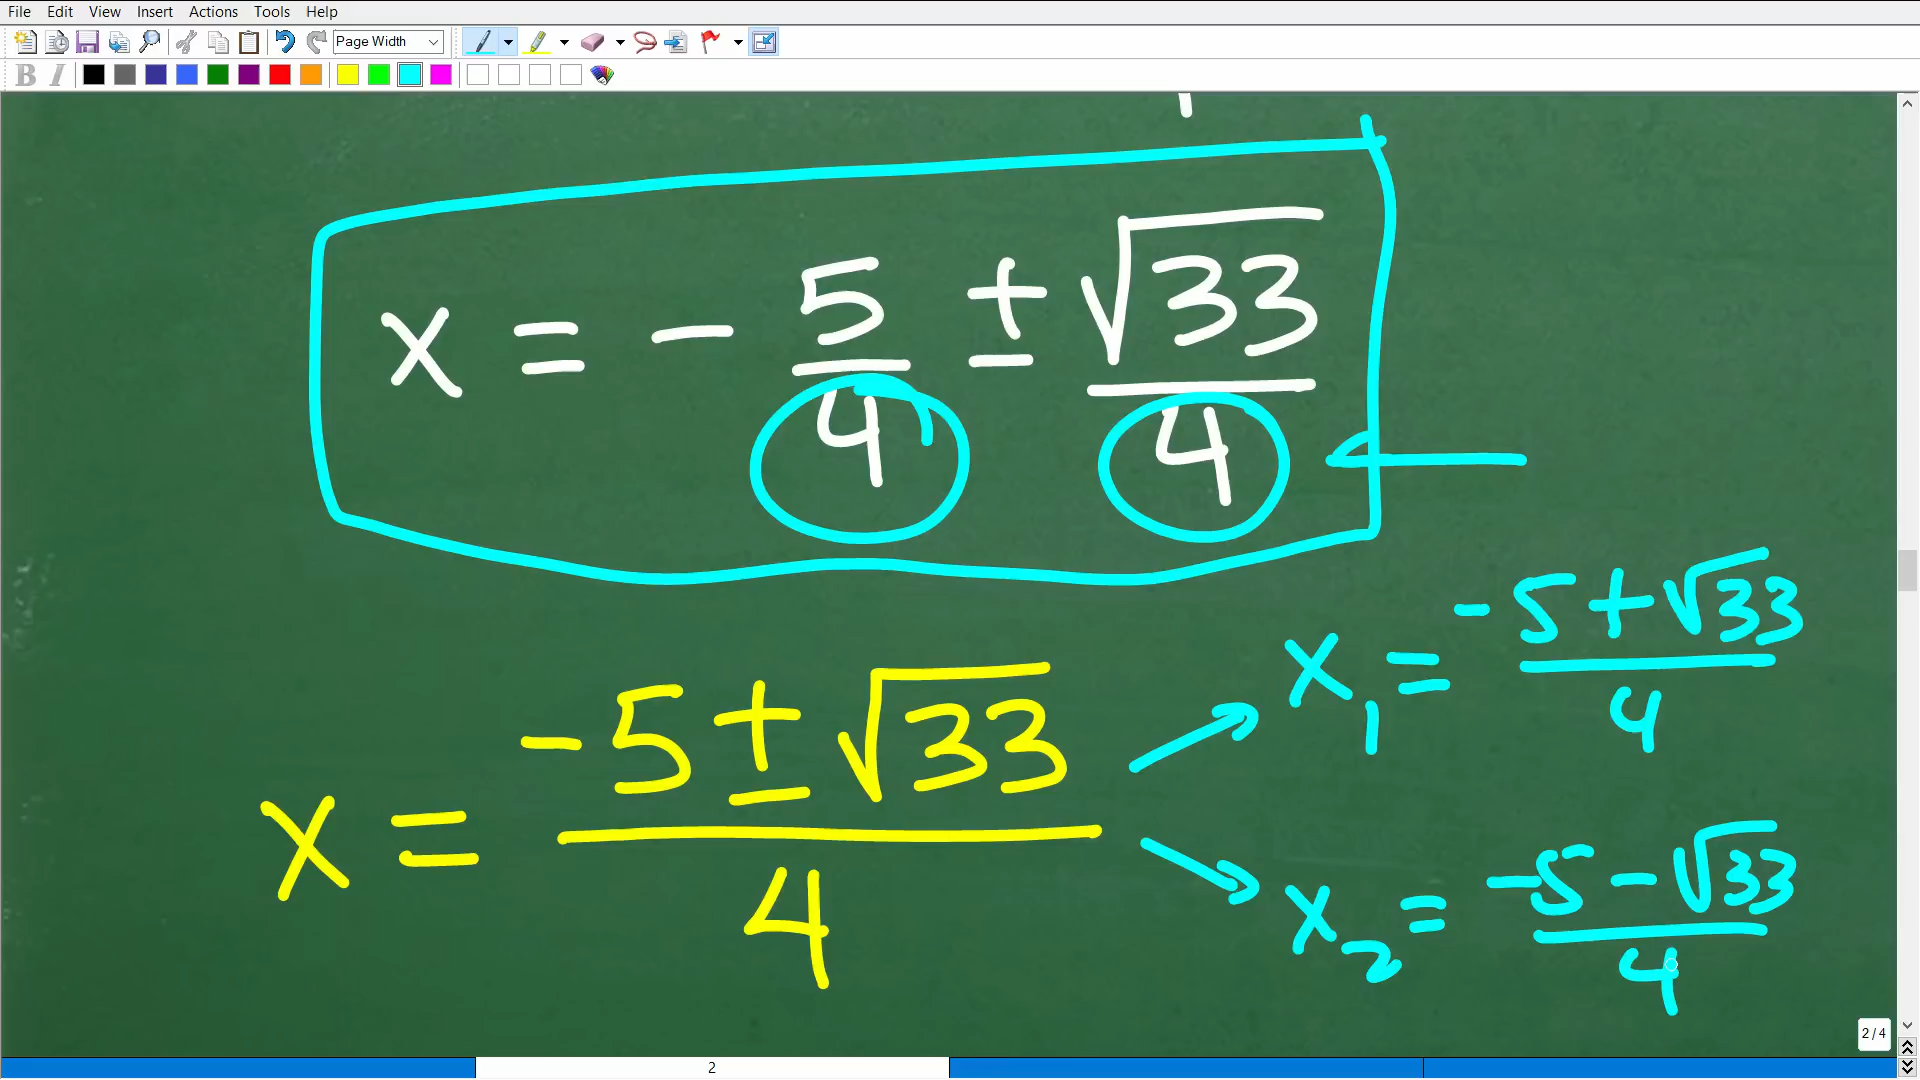 File Edit View Insert Actions Tools Help
Page Width
B I
x = - 5/4 ± √33/4
x = (-5 ± √33)/4
x₁ = (-5 + √33)/4
x₂ = (-5 - √33)/4
2 / 4
2